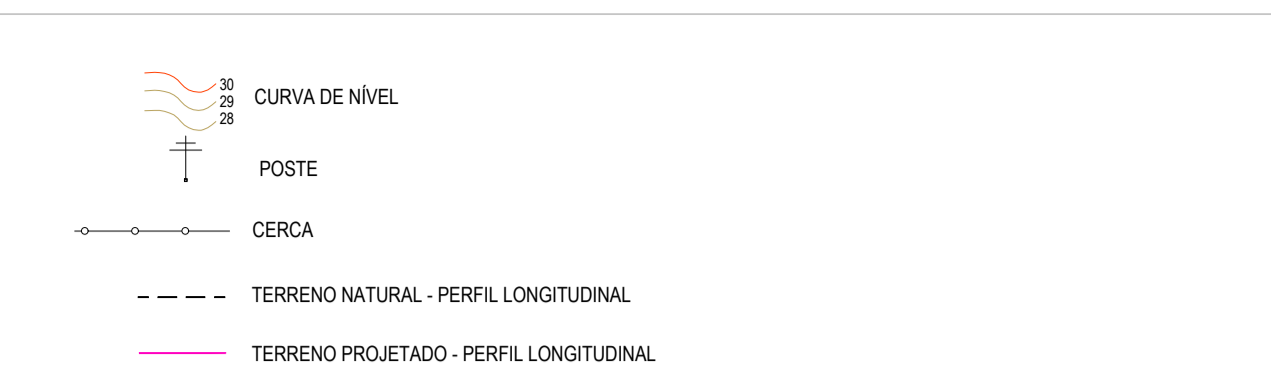 30
29
28
CURVA DE NÍVEL
POSTE
CERCA
TERRENO NATURAL - PERFIL LONGITUDINAL
TERRENO PROJETADO - PERFIL LONGITUDINAL